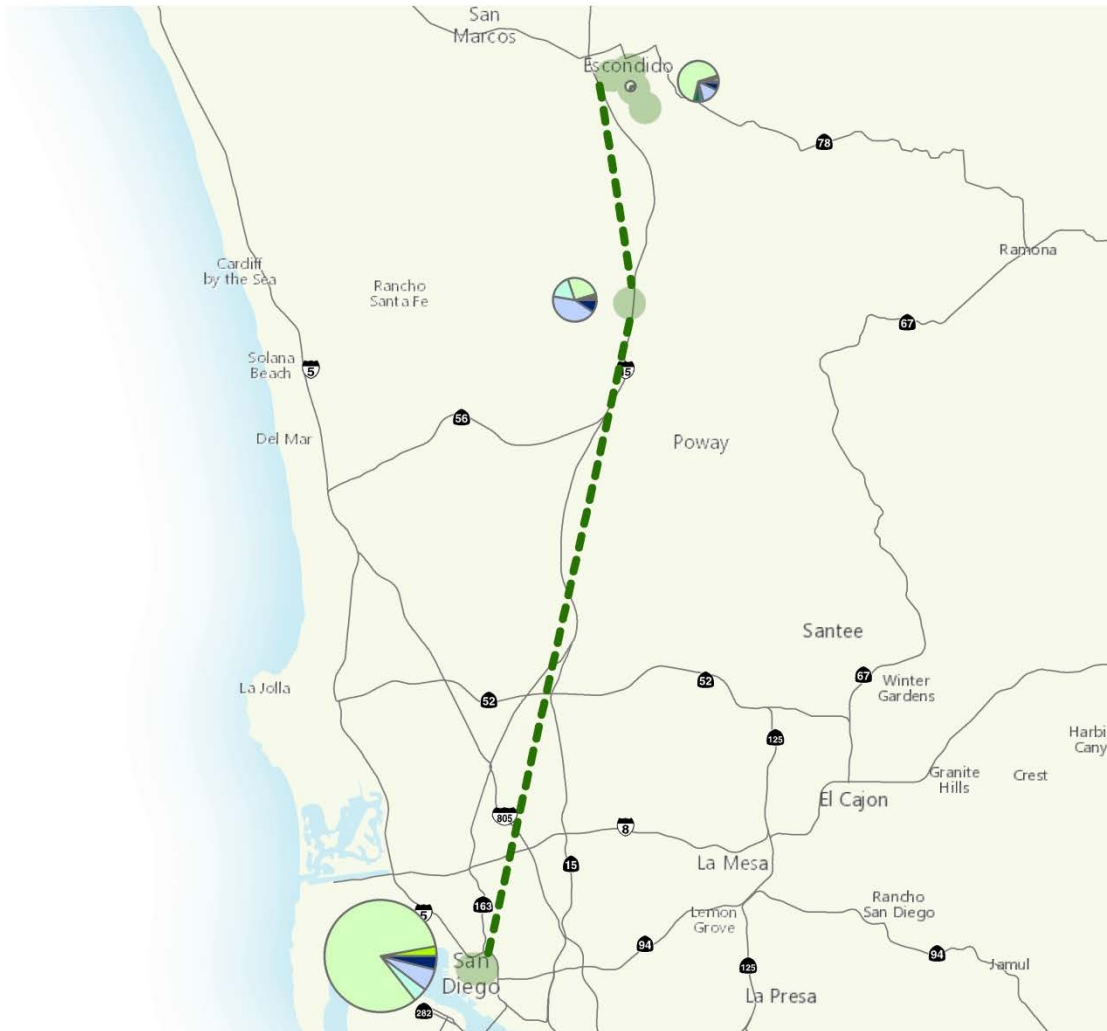 San
Marcos
Escondido
78
Ramona
Cardiff
by the Sea
Rancho
Santa Fe
67
Solana
Beach
5
56
Del Mar
Poway
Santee
La Jolla
52
52
67
Winter
Gardens
125
Harbi
Cany
Granite
Hills
Crest
El Cajon
805
8
La Mesa
15
163
5
Lemon
Grove
Rancho
San Diego
94
94
San
Diego
125
Jamul
La Presa
282